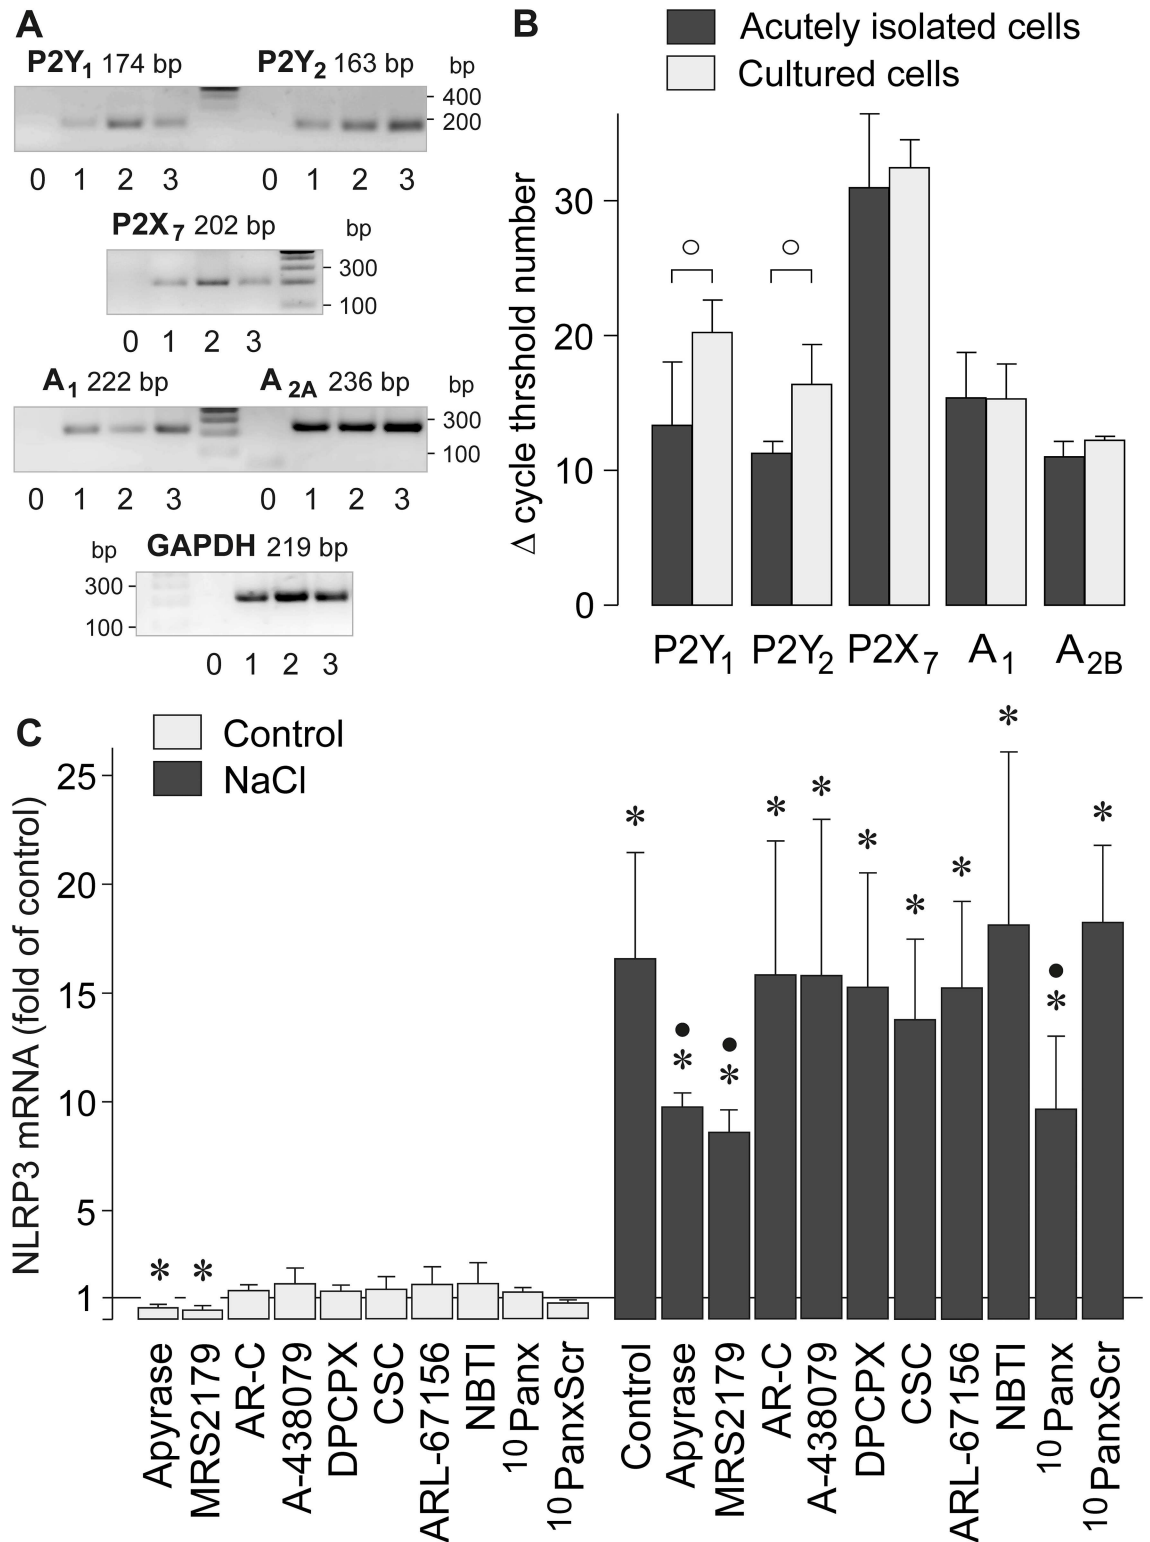 A
P2Y1 174 bp P2Y2 163 bp bp
400
200
0 1 2 3 0 1 2 3
P2X7 202 bp bp
300
100
0 1 2 3
A1 222 bp A2A 236 bp bp
300
100
0 1 2 3 0 1 2 3
bp GAPDH 219 bp
300
100
0 1 2 3
B
Acutely isolated cells
Cultured cells
Δ cycle thrshold number
30
20
10
0
P2Y1 P2Y2 P2X7 A1 A2B
C
Control
NaCl
NLRP3 mRNA (fold of control)
25
20
15
10
5
1
* * * * * * * * * * * * *
Apyrase
MRS2179
AR-C
A-438079
DPCPX
CSC
ARL-67156
NBTI
10Panx
10PanxScr
Control
Apyrase
MRS2179
AR-C
A-438079
DPCPX
CSC
ARL-67156
NBTI
10Panx
10PanxScr